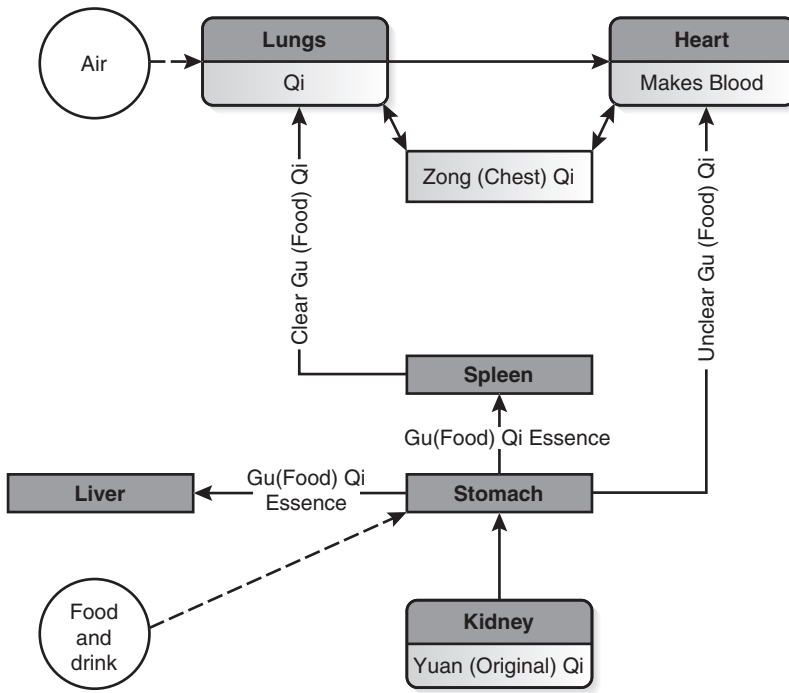 Air
Lungs
Qi
Heart
Makes Blood
Zong (Chest) Qi
Clear Gu (Food) Qi
Unclear Gu (Food) Qi
Spleen
Gu(Food) Qi Essence
Liver
Gu(Food) Qi
Essence
Stomach
Food
and
drink
Kidney
Yuan (Original) Qi